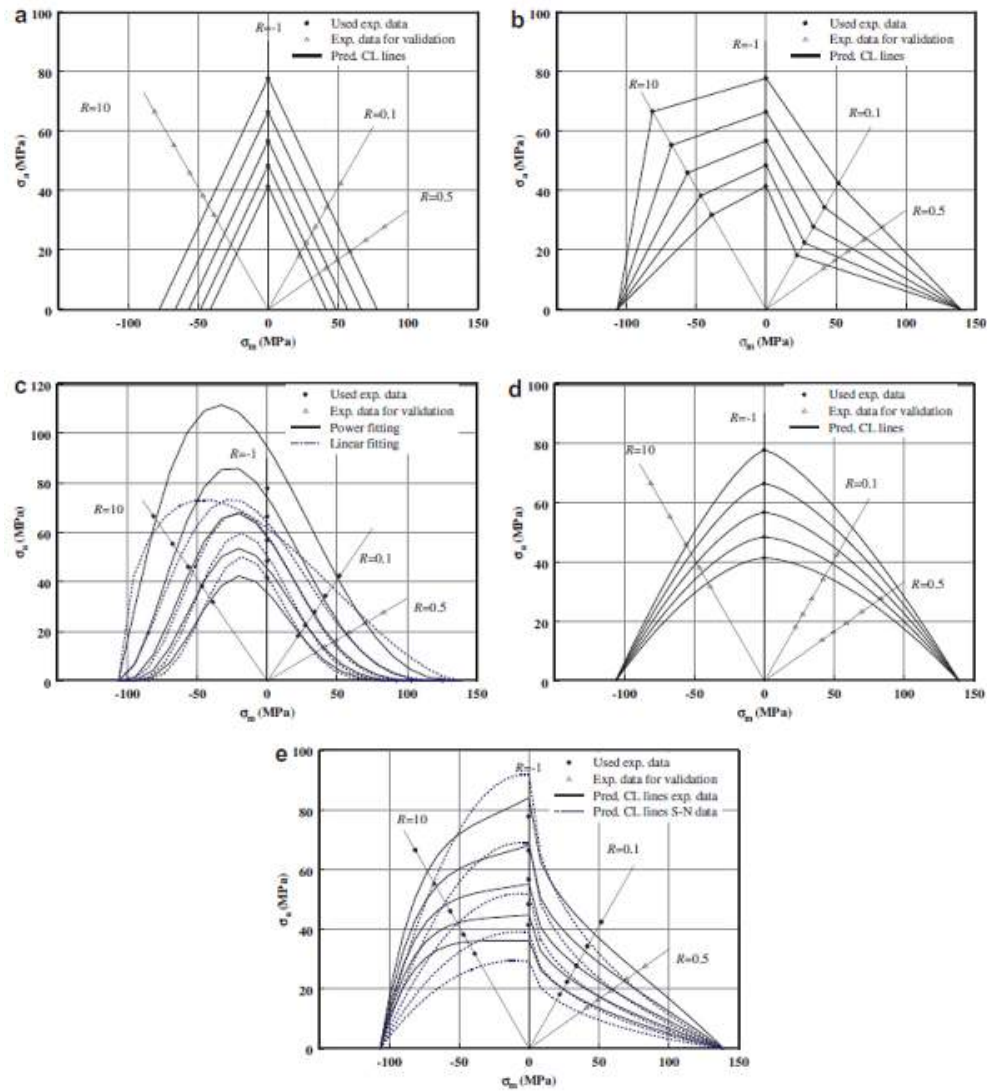 a
100
80
60
40
20
0
σa (MPa)
-100
-50
0
50
100
150
σm (MPa)
R=-1
R=10
R=0.1
R=0.5
Used exp. data
Exp. data for validation
Pred. CL lines
b
100
80
60
40
20
0
σa (MPa)
-100
-50
0
50
100
150
σm (MPa)
R=-1
R=10
R=0.1
R=0.5
Used exp. data
Exp. data for validation
Pred. CL lines
c
120
100
80
60
40
20
0
σa (MPa)
-100
-50
0
50
100
150
σm (MPa)
R=-1
R=10
R=0.1
R=0.5
Used exp. data
Exp. data for validation
Power fitting
Linear fitting
d
100
80
60
40
20
0
σa (MPa)
-100
-50
0
50
100
150
σm (MPa)
R=-1
R=10
R=0.1
R=0.5
Used exp. data
Exp. data for validation
Pred. CL lines
e
100
80
60
40
20
0
σa (MPa)
-100
-50
0
50
100
150
σm (MPa)
R=-1
R=10
R=0.1
R=0.5
Used exp. data
Exp. data for validation
Pred. CL lines exp. data
Pred. CL lines S-N data